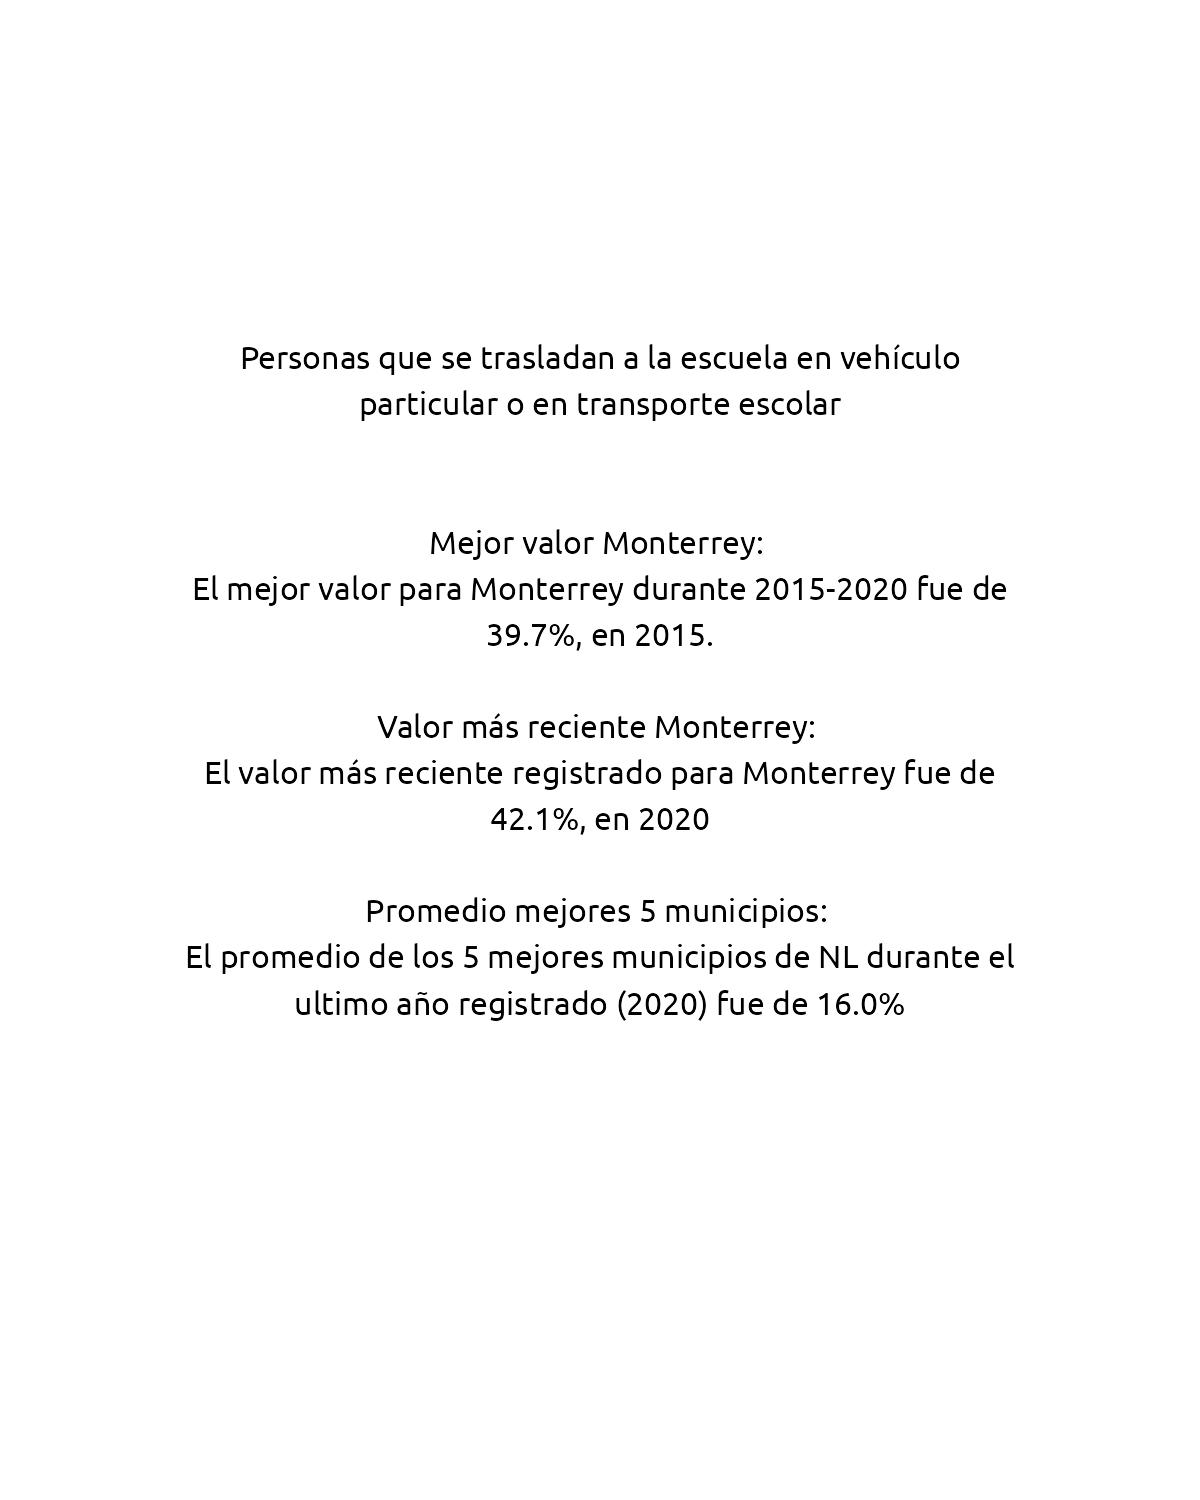 Personas que se trasladan a la escuela en vehículo
particular o en transporte escolar
Mejor valor Monterrey:
El mejor valor para Monterrey durante 2015-2020 fue de
39.7%, en 2015.
Valor más reciente Monterrey:
El valor más reciente registrado para Monterrey fue de
42.1%, en 2020
Promedio mejores 5 municipios:
El promedio de los 5 mejores municipios de NL durante el
ultimo año registrado (2020) fue de 16.0%